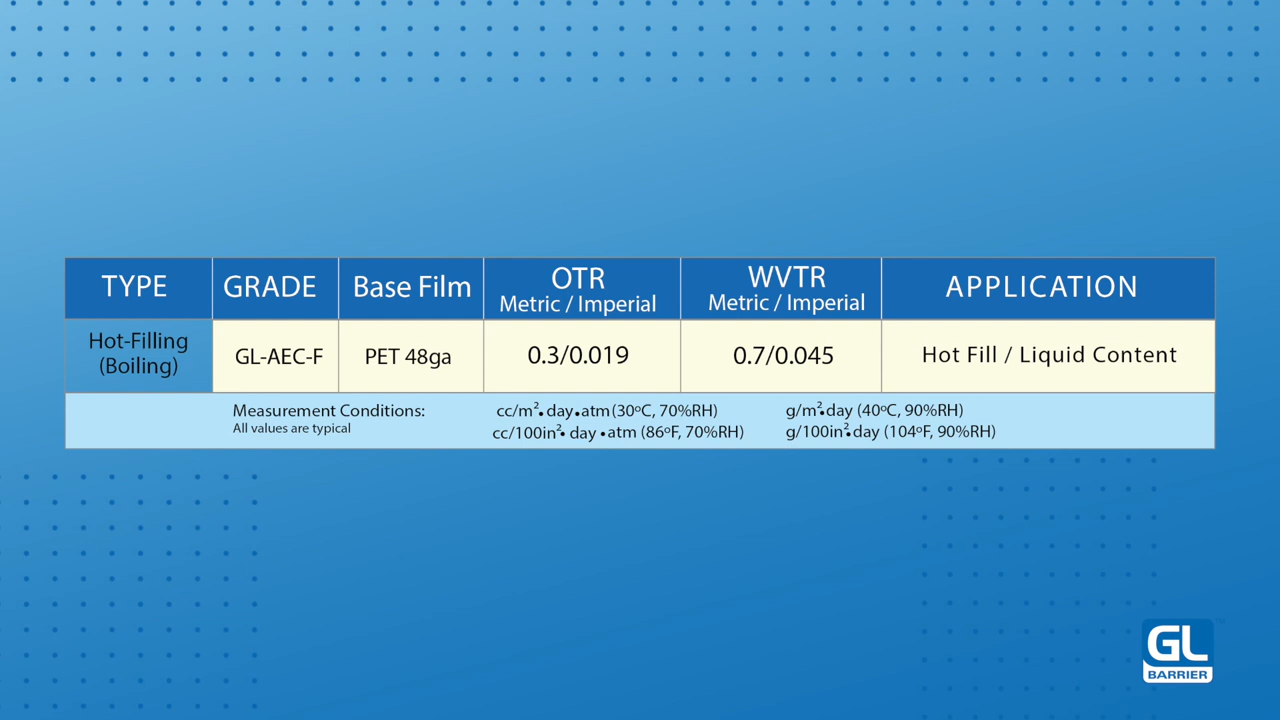 TYPE GRADE Base Film OTR WVTR APPLICATION
Metric / Imperial Metric / Imperial
Hot-Filling
(Boiling) GL-AEC-F PET 48ga 0.3/0.019 0.7/0.045 Hot Fill / Liquid Content
Measurement Conditions: cc/m²•day•atm(30ºC, 70%RH) g/m²•day (40ºC, 90%RH)
All values are typical cc/100in²• day •atm (86ºF, 70%RH) g/100in²•day (104ºF, 90%RH)
GL™
BARRIER